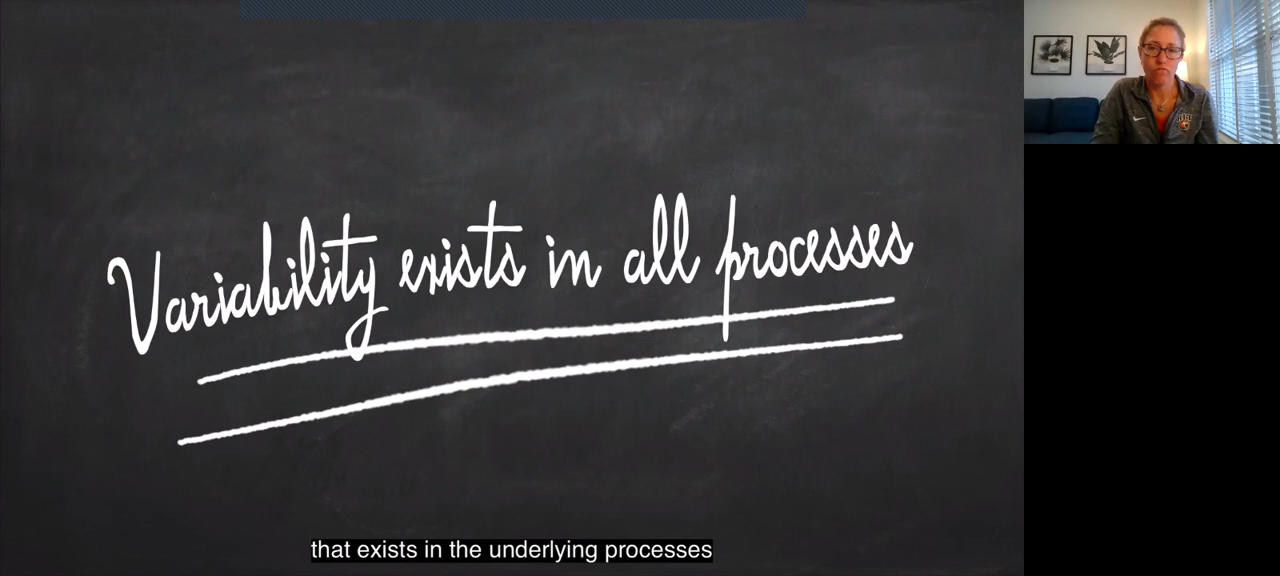 Variability exists in all processes
that exists in the underlying processes